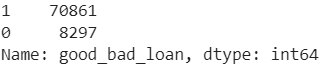 1    70861
0     8297
Name: good_bad_loan, dtype: int64